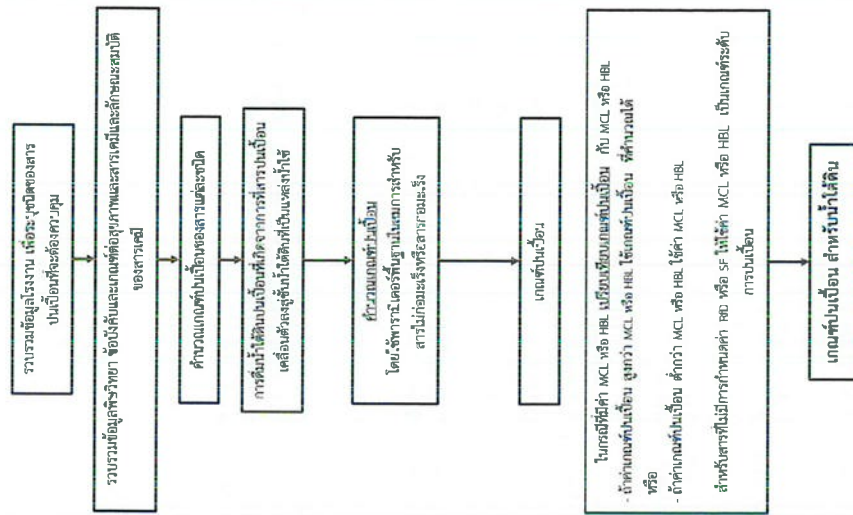 รวบรวมข้อมูลโรงงาน เพื่อระบุชนิดของสาร
ปนเปื้อนที่จะต้องควบคุม
รวบรวมข้อมูลพิษวิทยา ข้อบังคับและเกณฑ์ต่อสุขภาพและสารเคมีและลักษณะสมบัติ
ของสารเคมี
คำนวณเกณฑ์ปนเปื้อนของสารแต่ละชนิด
การดื่มน้ำใต้ดินปนเปื้อนที่เกิดจากการที่สารปนเปื้อน
เคลื่อนตัวลงสู่ชั้นน้ำใต้ดินที่เป็นแหล่งน้ำใช้
คำนวณเกณฑ์ปนเปื้อน
โดยใช้พารามิเตอร์พื้นฐานในสมการสำหรับ
สารไม่ก่อมะเร็งหรือสารก่อมะเร็ง
เกณฑ์ปนเปื้อน
ในกรณีที่มีค่า MCL หรือ HBL เปรียบเทียบเกณฑ์ปนเปื้อน กับ MCL หรือ HBL
- ถ้าค่าเกณฑ์ปนเปื้อน สูงกว่า MCL หรือ HBL ใช้เกณฑ์ปนเปื้อน ที่คำนวณได้
หรือ
- ถ้าค่าเกณฑ์ปนเปื้อน ต่ำกว่า MCL หรือ HBL ใช้ค่า MCL หรือ HBL
สำหรับสารที่ไม่มีการกำหนดค่า RfD หรือ SF ให้ใช้ค่า MCL หรือ HBL เป็นเกณฑ์ระดับ
การปนเปื้อน
เกณฑ์ปนเปื้อน สำหรับน้ำใต้ดิน